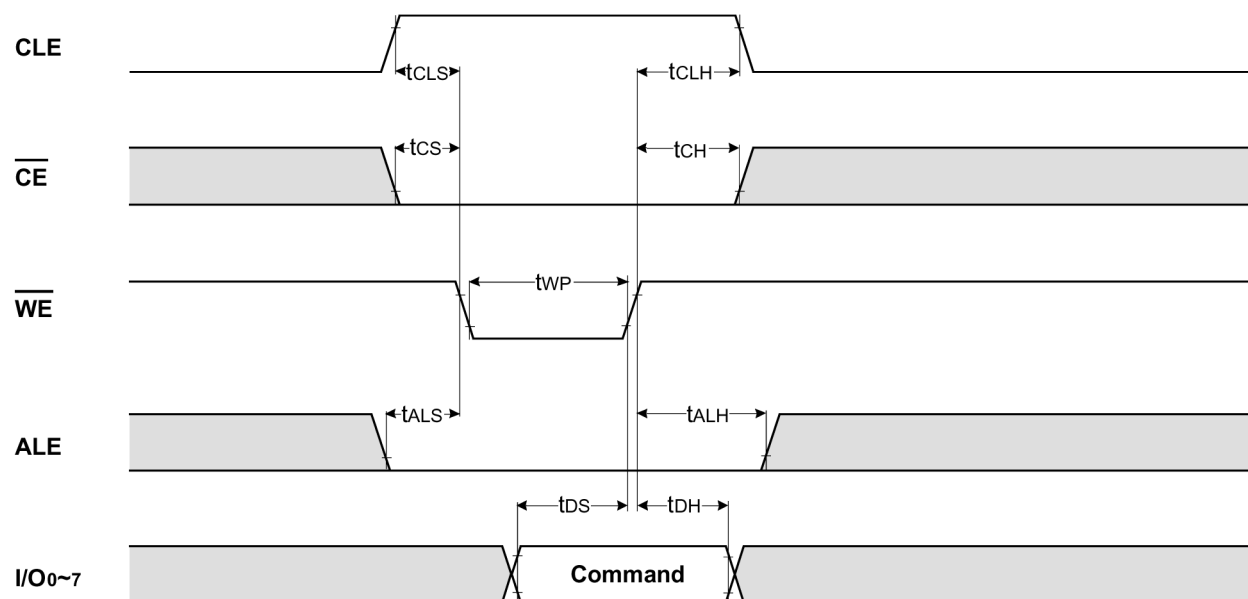 CLE
tCLS
tCLH
CE
tCS
tCH
WE
tWP
ALE
tALS
tALH
tDS
tDH
I/O0~7
Command